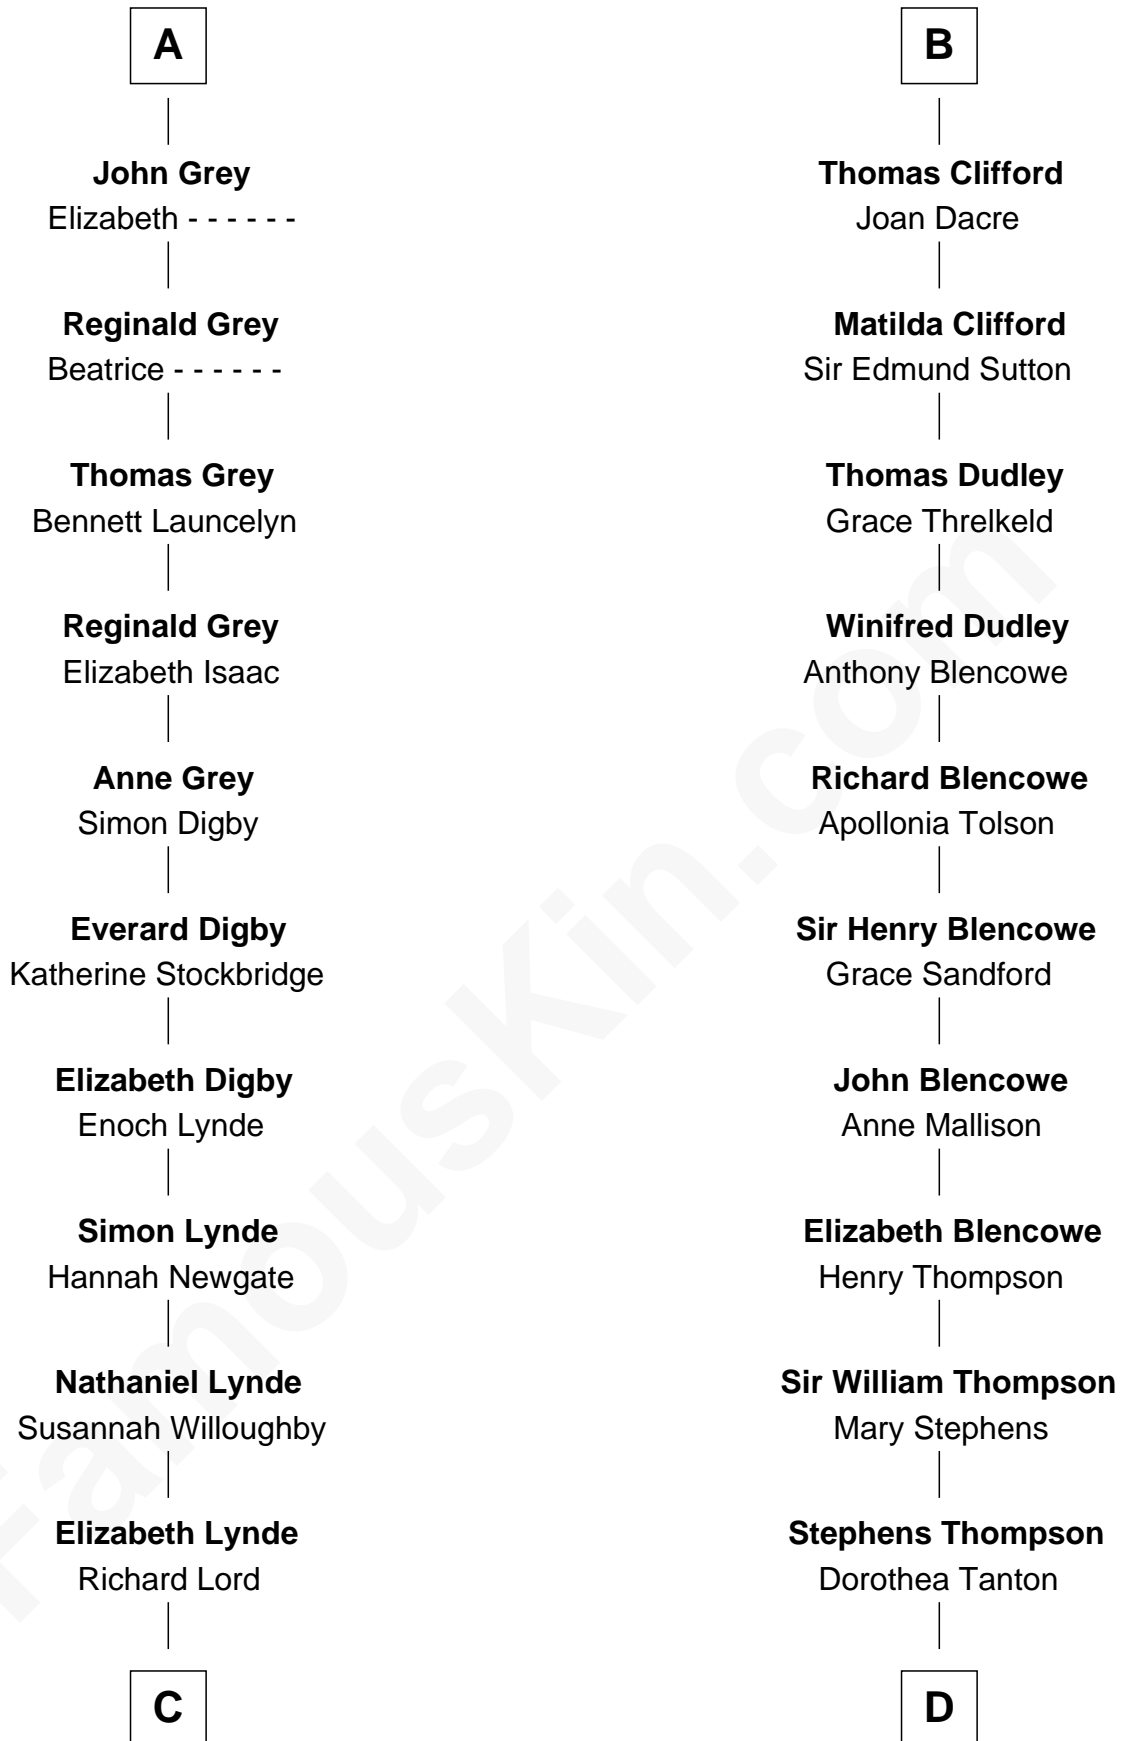 A
John Grey
Elizabeth - - - - - -
Reginald Grey
Beatrice - - - - - -
Thomas Grey
Bennett Launcelyn
Reginald Grey
Elizabeth Isaac
Anne Grey
Simon Digby
Everard Digby
Katherine Stockbridge
Elizabeth Digby
Enoch Lynde
Simon Lynde
Hannah Newgate
Nathaniel Lynde
Susannah Willoughby
Elizabeth Lynde
Richard Lord
C
B
Thomas Clifford
Joan Dacre
Matilda Clifford
Sir Edmund Sutton
Thomas Dudley
Grace Threlkeld
Winifred Dudley
Anthony Blencowe
Richard Blencowe
Apollonia Tolson
Sir Henry Blencowe
Grace Sandford
John Blencowe
Anne Mallison
Elizabeth Blencowe
Henry Thompson
Sir William Thompson
Mary Stephens
Stephens Thompson
Dorothea Tanton
D
FamousKin.com